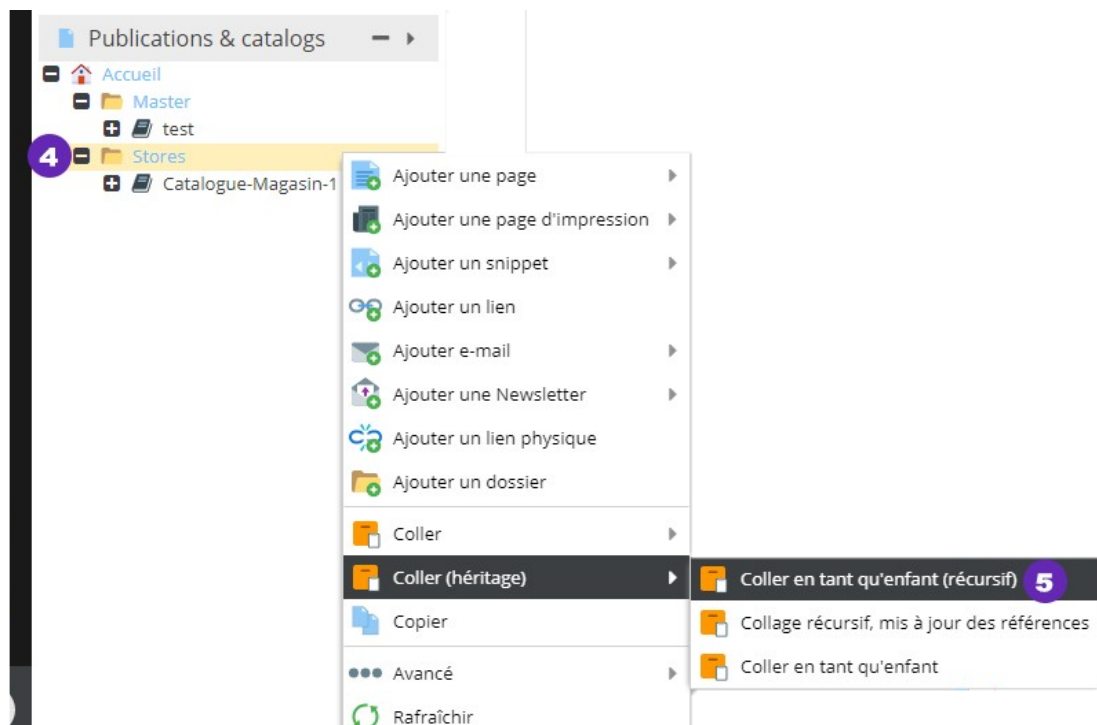 Publications & catalogs
Accueil
Master
test
4
Stores
Catalogue-Magasin-1
Ajouter une page
Ajouter une page d'impression
Ajouter un snippet
Ajouter un lien
Ajouter e-mail
Ajouter une Newsletter
Ajouter un lien physique
Ajouter un dossier
Coller
Coller (héritage)
Coller en tant qu'enfant (récursif) 5
Copier
Collage récursif, mis à jour des références
Avancé
Coller en tant qu'enfant
Rafraîchir